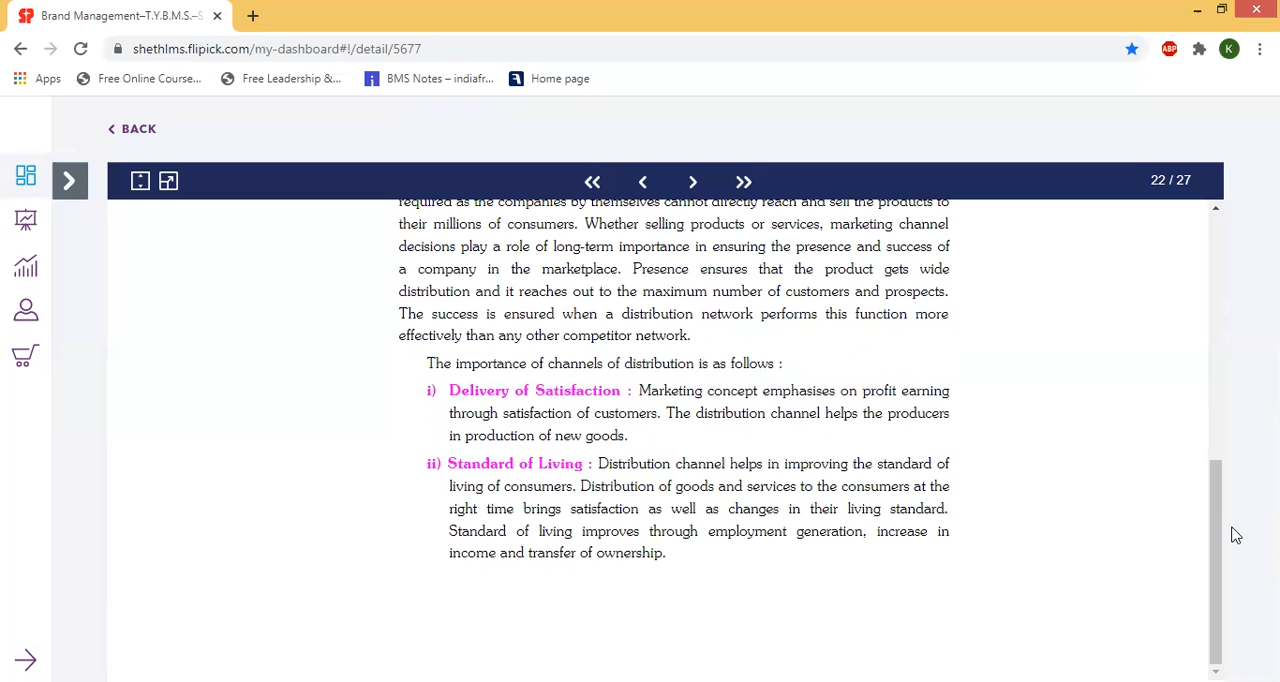 Brand Management–T.Y.B.M.S.–S
shethlms.flipick.com/my-dashboard#!/detail/5677
ABP
K
Apps
Free Online Course...
Free Leadership &...
BMS Notes – indiafr...
Home page
BACK
22 / 27
required as the companies by themselves cannot directly reach and sell the products to
their millions of consumers. Whether selling products or services, marketing channel
decisions play a role of long-term importance in ensuring the presence and success of
a company in the marketplace. Presence ensures that the product gets wide
distribution and it reaches out to the maximum number of customers and prospects.
The success is ensured when a distribution network performs this function more
effectively than any other competitor network.
The importance of channels of distribution is as follows :
i) Delivery of Satisfaction : Marketing concept emphasises on profit earning
through satisfaction of customers. The distribution channel helps the producers
in production of new goods.
ii) Standard of Living : Distribution channel helps in improving the standard of
living of consumers. Distribution of goods and services to the consumers at the
right time brings satisfaction as well as changes in their living standard.
Standard of living improves through employment generation, increase in
income and transfer of ownership.